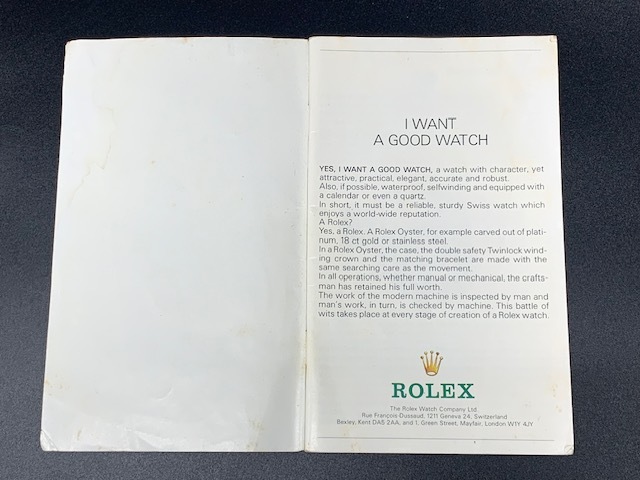 I WANT
A GOOD WATCH
YES, I WANT A GOOD WATCH, a watch with character, yet
attractive, practical, elegant, accurate and robust.
Also, if possible, waterproof, selfwinding and equipped with
a calendar or even a quartz.
In short, it must be a reliable, sturdy Swiss watch which
enjoys a world-wide reputation.
A Rolex?
Yes, a Rolex. A Rolex Oyster, for example carved out of plati-
num, 18 ct gold or stainless steel.
In a Rolex Oyster, the case, the double safety Twinlock wind-
ing crown and the matching bracelet are made with the
same searching care as the movement.
In all operations, whether manual or mechanical, the crafts-
man has retained his full worth.
The work of the modern machine is inspected by man and
man's work, in turn, is checked by machine. This battle of
wits takes place at every stage of creation of a Rolex watch.
ROLEX
The Rolex Watch Company Ltd.
Rue François-Dussaud, 1211 Geneva 24, Switzerland
Bexley, Kent DA5 2AA, and 1, Green Street, Mayfair, London W1Y 4JY